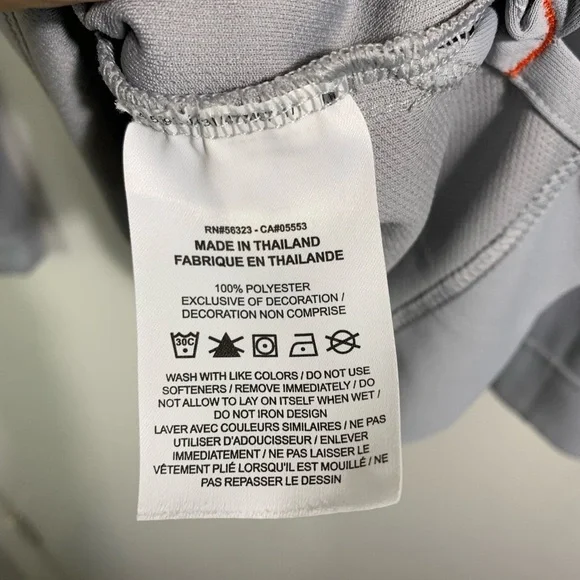 RN#56323 - CA#05553
MADE IN THAILAND
FABRIQUE EN THAILANDE
100% POLYESTER
EXCLUSIVE OF DECORATION /
DECORATION NON COMPRISE
30C
WASH WITH LIKE COLORS / DO NOT USE
SOFTENERS / REMOVE IMMEDIATELY / DO
NOT ALLOW TO LAY ON ITSELF WHEN WET /
DO NOT IRON DESIGN
LAVER AVEC COULEURS SIMILAIRES / NE PAS
UTILISER D'ADOUCISSEUR / ENLEVER
IMMÉDIATEMENT / NE PAS LAISSER LE
VÊTEMENT PLIÉ LORSQU'IL EST MOUILLÉ / NE
PAS REPASSER LE DESSIN